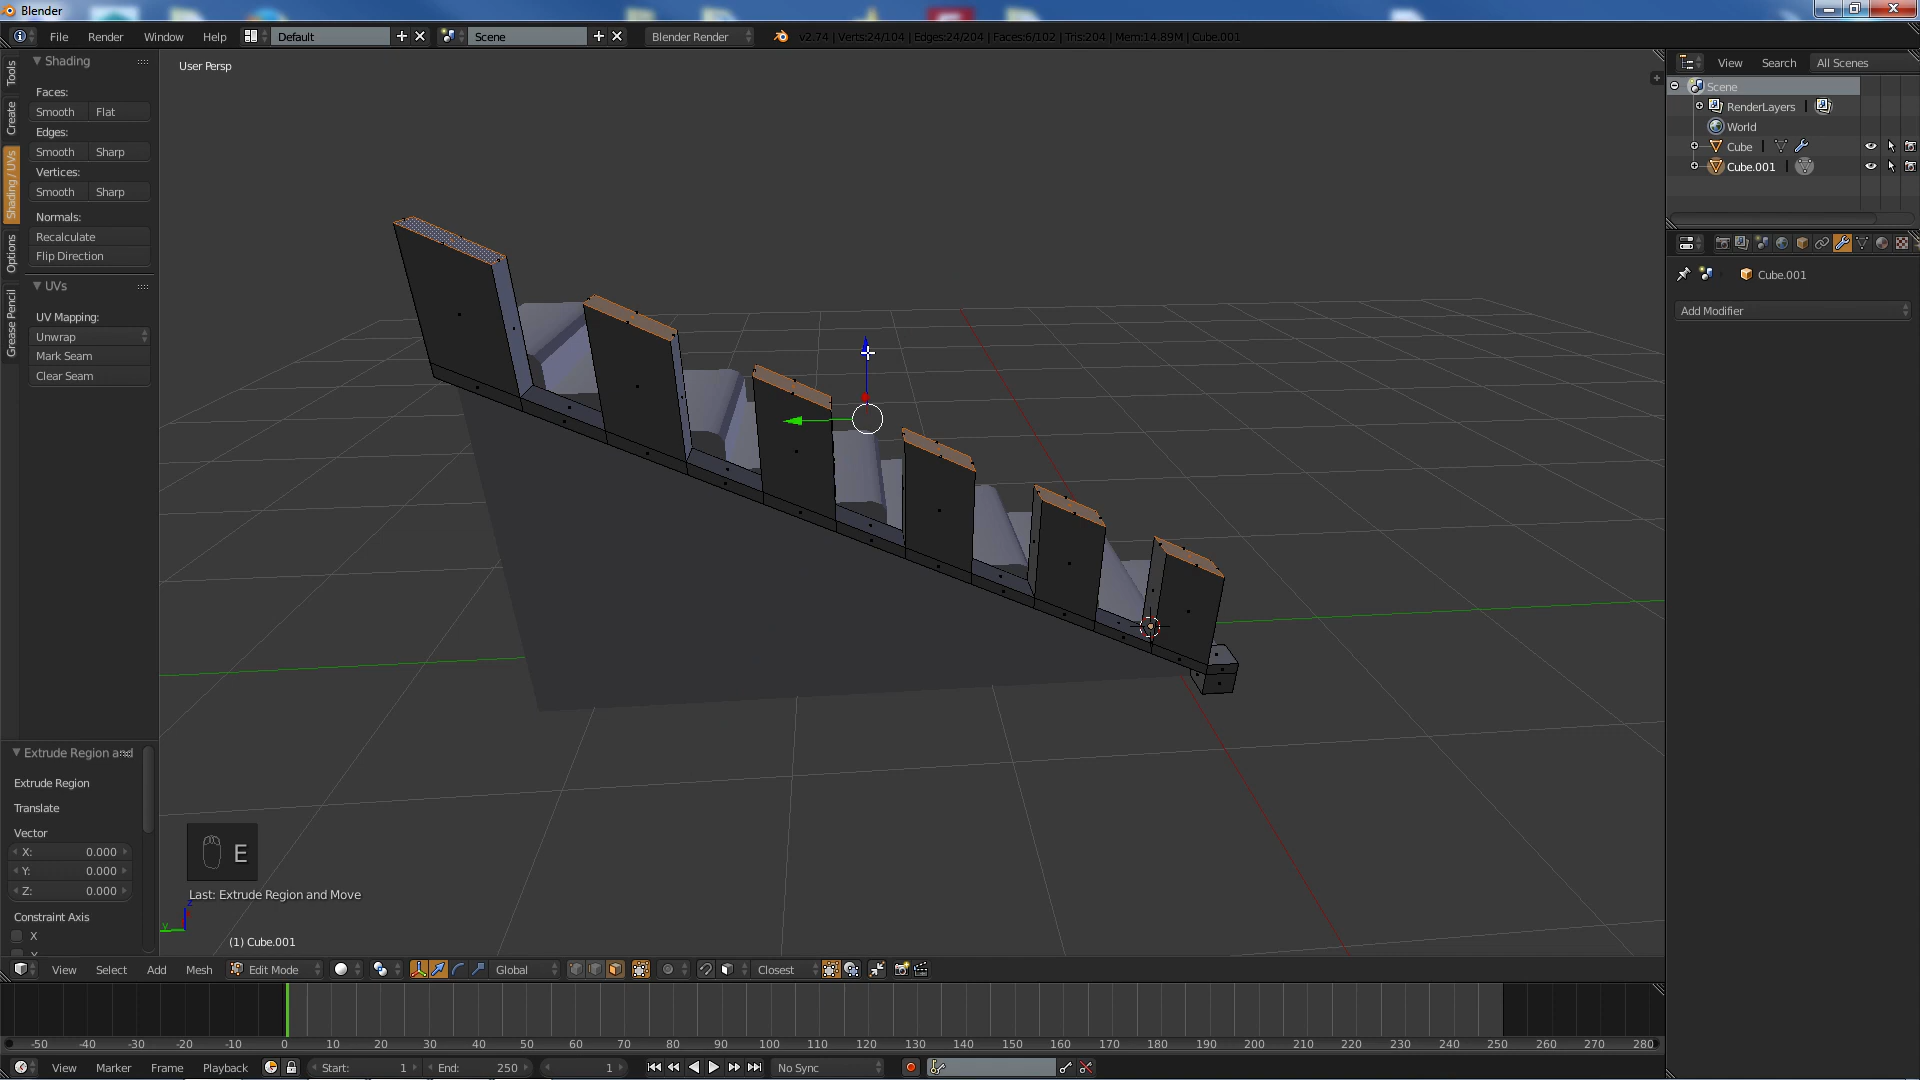 Blender
File Render Window Help Default Scene Blender Render v2.74 | Verts:24/104 | Edges:24/204 | Faces:6/102 | Tris:204 | Mem:14.89M | Cube.001
Tools
Create
Shading / UVs
Options
Grease Pencil
Shading
Faces:
Smooth Flat
Edges:
Smooth Sharp
Vertices:
Smooth Sharp
Normals:
Recalculate
Flip Direction
UVs
UV Mapping:
Unwrap
Mark Seam
Clear Seam
User Persp
View Search All Scenes
Scene
RenderLayers
World
Cube
Cube.001
Cube.001
Add Modifier
Extrude Region a
Extrude Region
Translate
Vector
X: 0.000
Y: 0.000
Z: 0.000
Constraint Axis
X
E
Last: Extrude Region and Move
(1) Cube.001
View Select Add Mesh Edit Mode Global Closest
-50 -40 -30 -20 -10 0 10 20 30 40 50 60 70 80 90 100 110 120 130 140 150 160 170 180 190 200 210 220 230 240 250 260 270 280
View Marker Frame Playback Start: 1 End: 250 1 No Sync